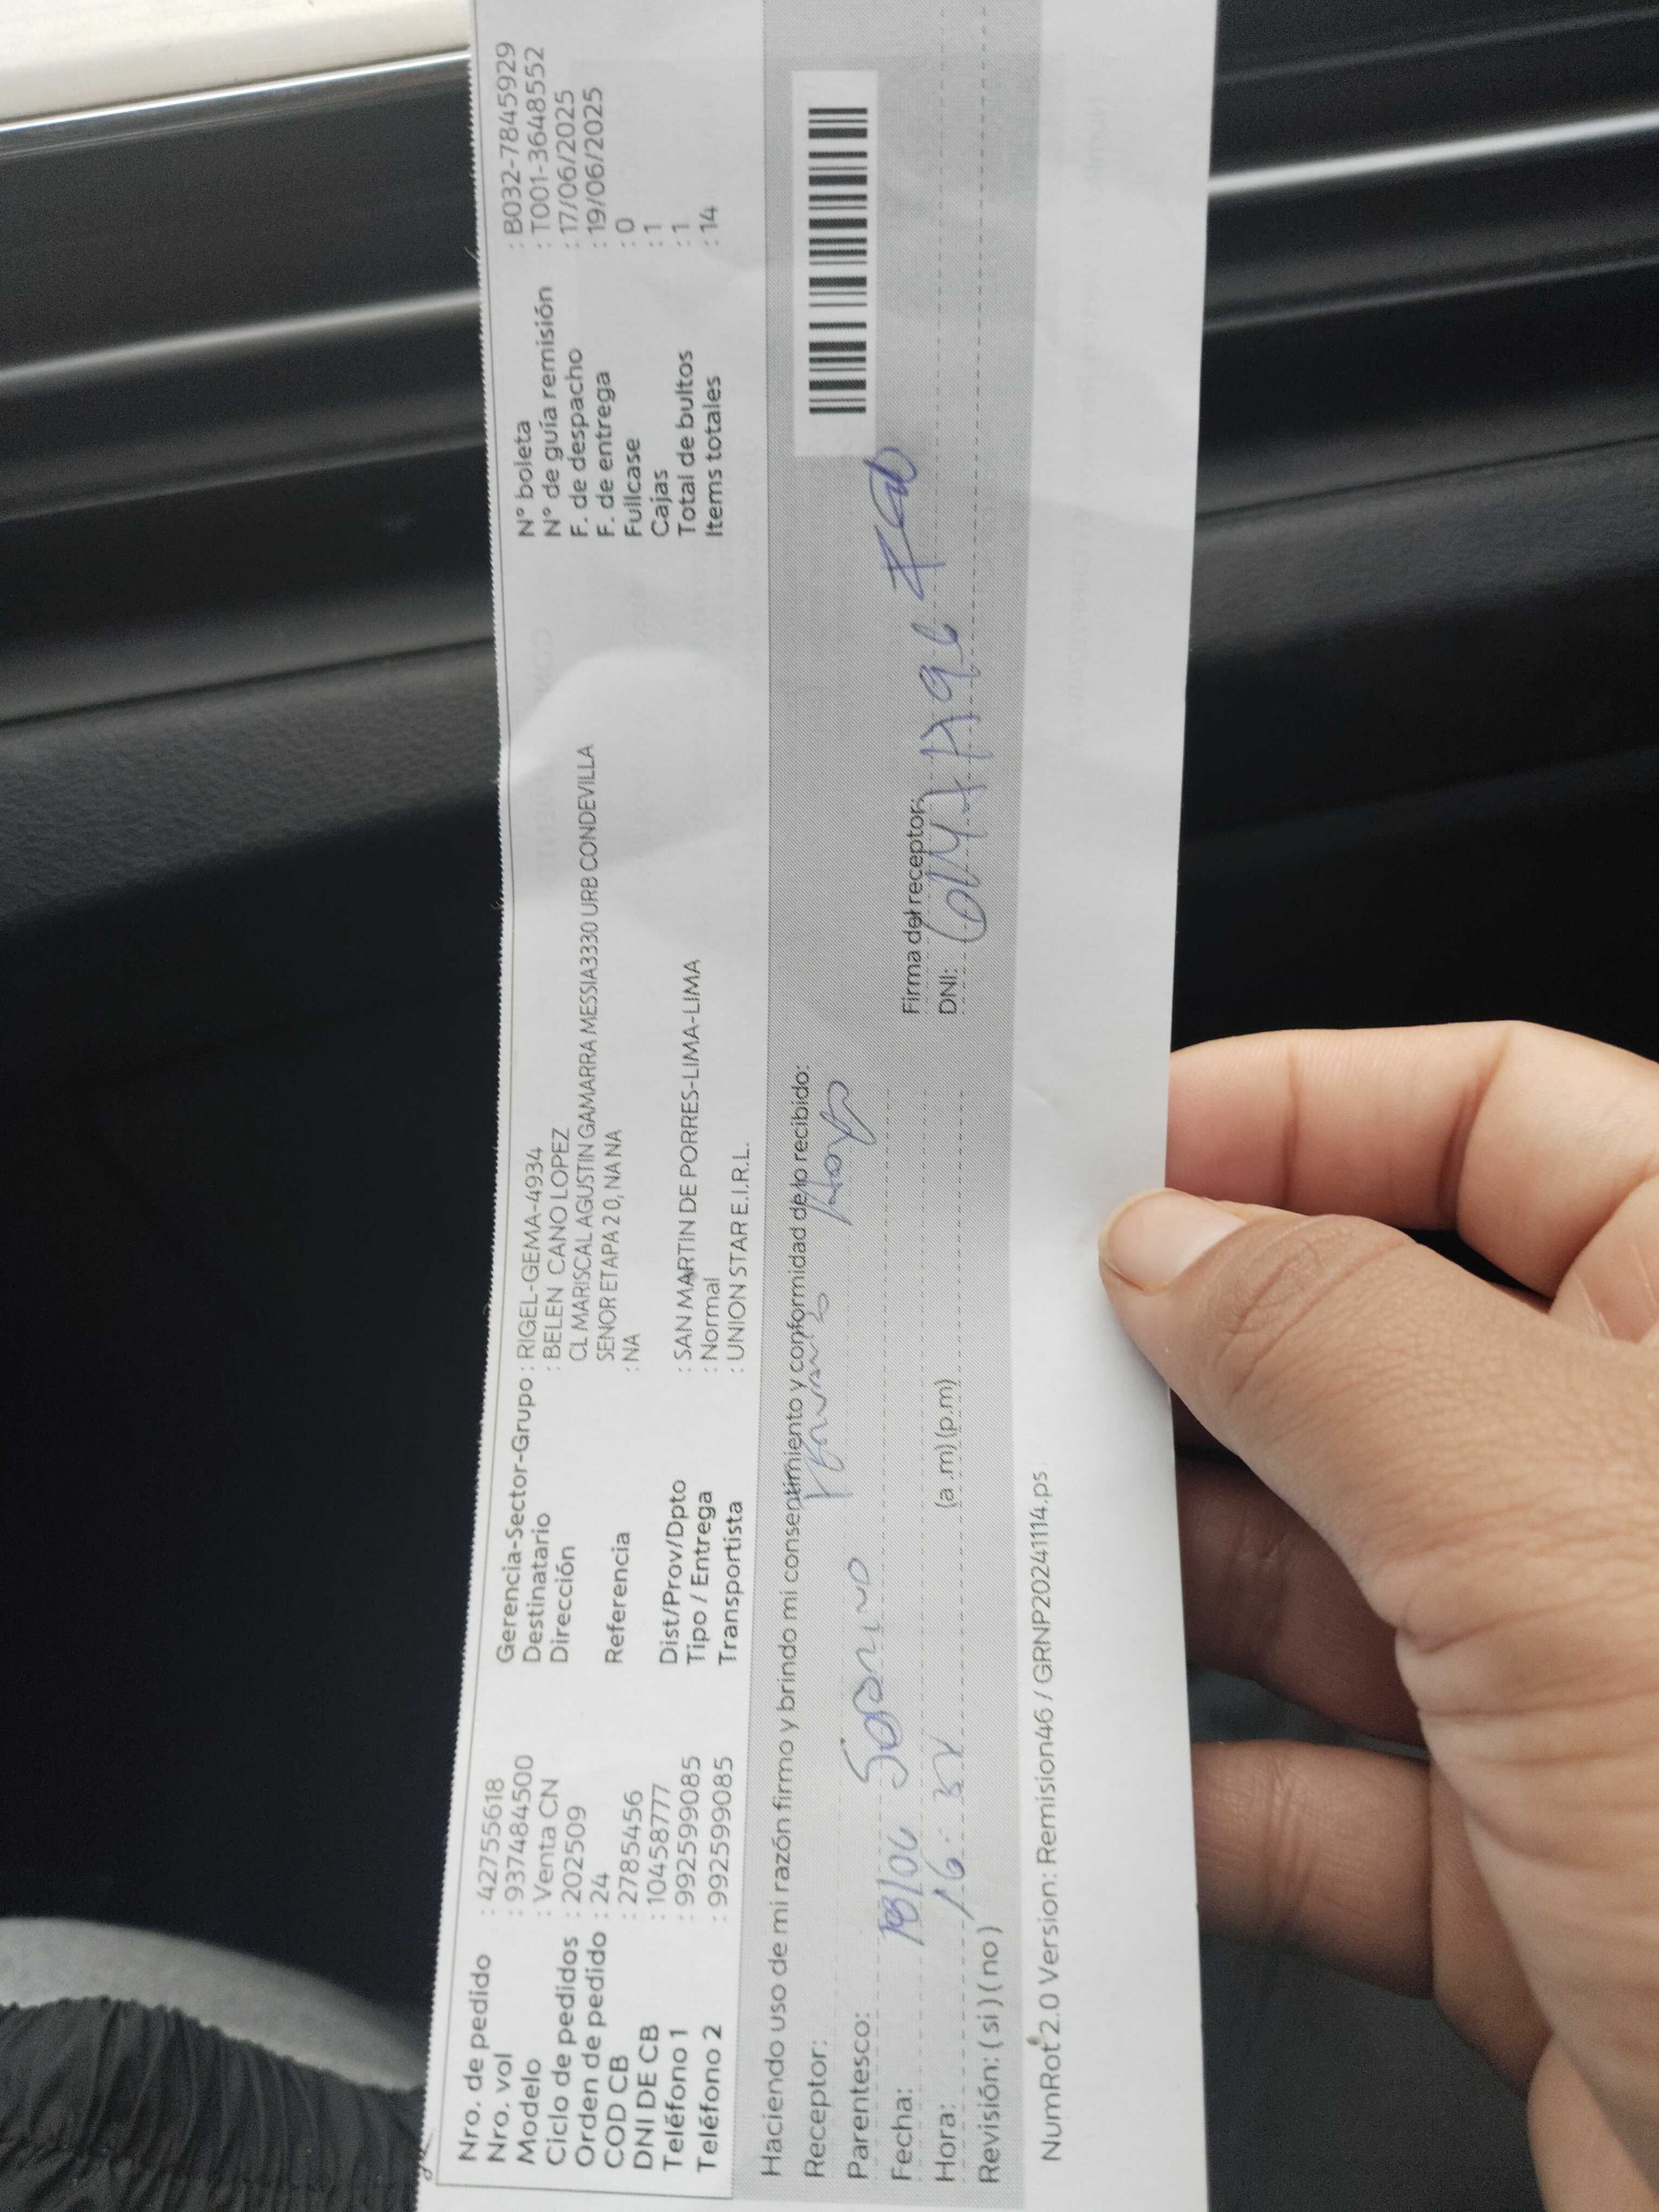 Nro. de pedido : 42755618
Nro. vol : 937484500
Modelo : Venta CN
Ciclo de pedidos : 202509
Orden de pedido : 24
COD CB : 2785456
DNI DE CB : 10458777
Teléfono 1 : 992599085
Teléfono 2 : 992599085
Gerencia-Sector-Grupo : RIGEL-GEMA-4934
Destinatario : BELEN CANO LOPEZ
Dirección CL MARISCAL AGUSTIN GAMARRA MESSIA3330 URB CONDEVILLA
SENOR ETAPA 2 0, NA NA
Referencia : NA
Dist/Prov/Dpto : SAN MARTIN DE PORRES-LIMA-LIMA
Tipo / Entrega : Normal
Transportista : UNION STAR E.I.R.L.
N° boleta : B032-7845929
N° de guía remisión : T001-3648552
F. de despacho : 17/06/2025
F. de entrega : 19/06/2025
Fullcase : 0
Cajas : 1
Total de bultos : 1
Items totales : 14
Haciendo uso de mi razón firmo y brindo mi consentimiento y conformidad de lo recibido:
Receptor:
Parentesco:
Fecha:
Hora: (a.m) (p.m)
Revisión: ( si ) ( no )
Firma del receptor:
DNI:
NumRot 2.0 Version: Remision46 / GRNP20241114.ps